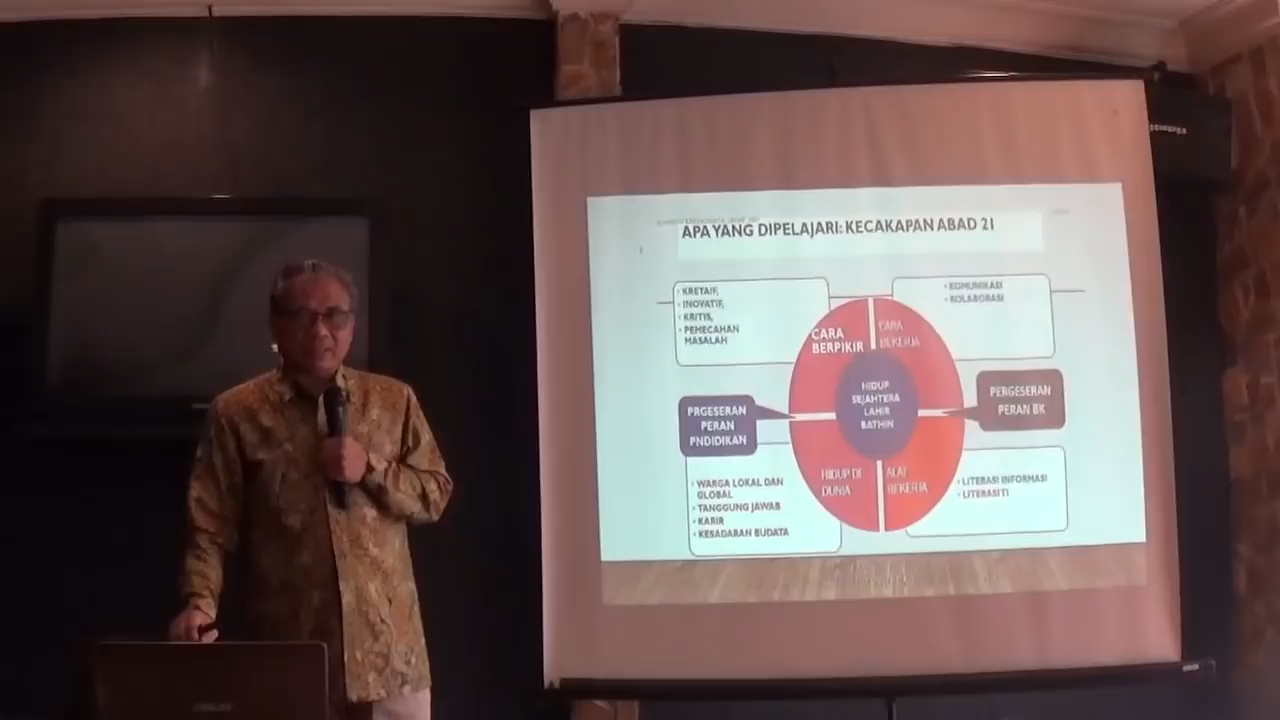 APA YANG DIPELAJARI: KECAKAPAN ABAD 21
• KRETAIF,
• INOVATIF,
• KRITIS,
• PEMECAHAN
MASALAH
• KOMUNIKASI
• KOLABORASI
CARA
BERPIKIR
CARA
BEKERJA
HIDUP
SEJAHTERA
LAHIR
BATHIN
PRGESERAN
PERAN
PNDIDIKAN
PERGESERAN
PERAN BK
HIDUP DI
DUNIA
ALAT
BEKERJA
• WARGA LOKAL DAN
GLOBAL
• TANGGUNG JAWAB
• KARIR
• KESADARAN BUDATA
• LITERASI INFORMASI
• LITERASI TI